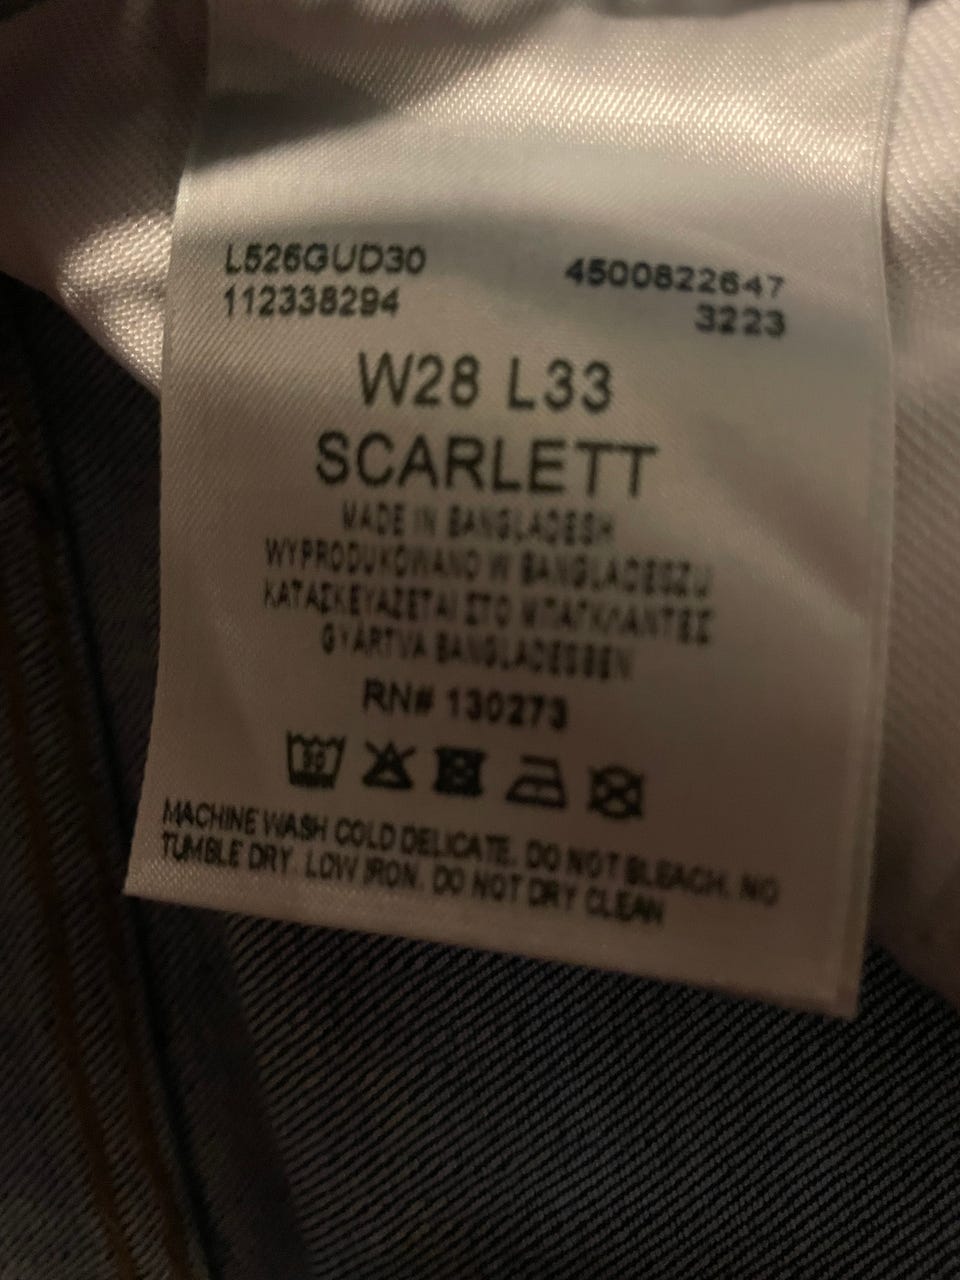 L526GUD30
112338294
4500822647
3223
W28 L33
SCARLETT
MADE IN BANGLADESH
WYPRODUKOWANO W BANGLADESZU
ΚΑΤΑΣΚΕΥΑΖΕΤΑΙ ΣΤΟ ΜΠΑΓΚΛΑΝΤΕΣ
GYÁRTVA BANGLADESBEN
RN# 130273
30
MACHINE WASH COLD DELICATE. DO NOT BLEACH. NO
TUMBLE DRY. LOW IRON. DO NOT DRY CLEAN